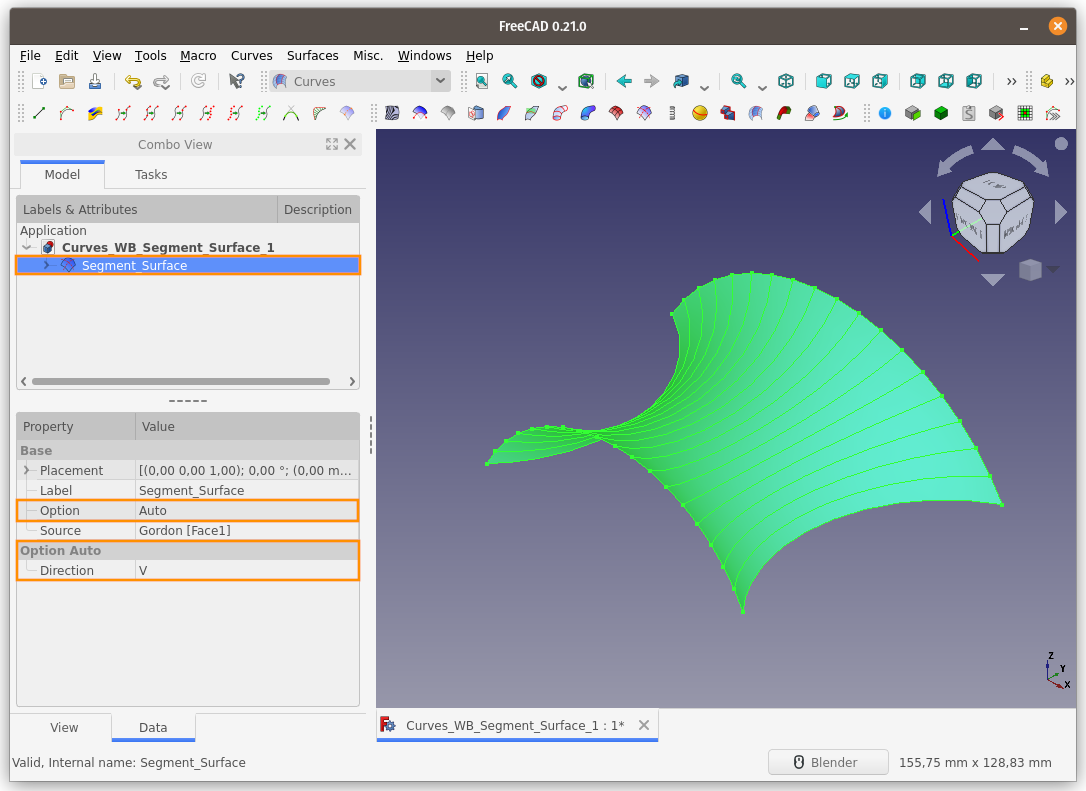 FreeCAD 0.21.0
File Edit View Tools Macro Curves Surfaces Misc. Windows Help
Curves
Combo View
Model Tasks
Labels & Attributes Description
Application
Curves_WB_Segment_Surface_1
Segment_Surface
Property Value
Base
Placement [(0,00 0,00 1,00); 0,00 °; (0,00 m...
Label Segment_Surface
Option Auto
Source Gordon [Face1]
Option Auto
Direction V
Z
Y
X
View Data
Curves_WB_Segment_Surface_1 : 1*
Valid, Internal name: Segment_Surface
Blender 155,75 mm x 128,83 mm